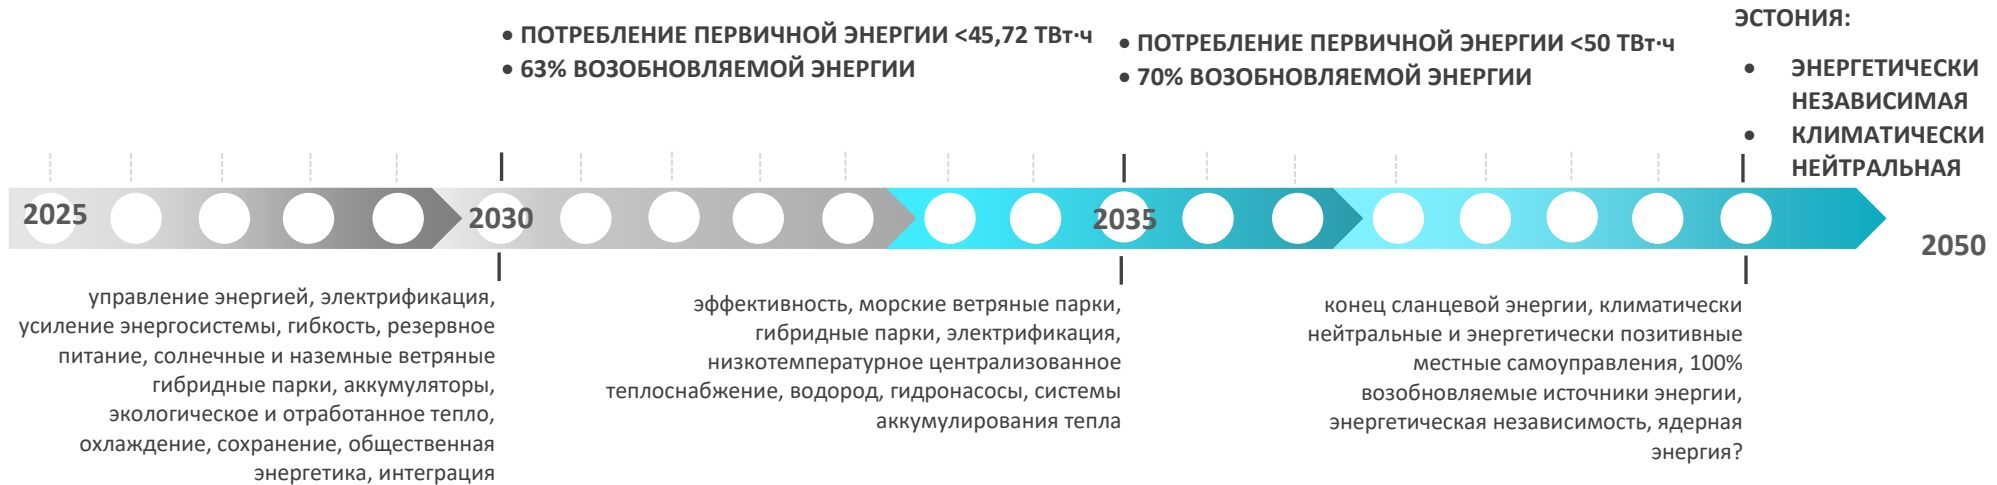 • ПОТРЕБЛЕНИЕ ПЕРВИЧНОЙ ЭНЕРГИИ <45,72 ТВт·ч
• 63% ВОЗОБНОВЛЯЕМОЙ ЭНЕРГИИ
• ПОТРЕБЛЕНИЕ ПЕРВИЧНОЙ ЭНЕРГИИ <50 ТВт·ч
• 70% ВОЗОБНОВЛЯЕМОЙ ЭНЕРГИИ
ЭСТОНИЯ:
• ЭНЕРГЕТИЧЕСКИ
НЕЗАВИСИМАЯ
• КЛИМАТИЧЕСКИ
НЕЙТРАЛЬНАЯ
2025
2030
2035
2050
управление энергией, электрификация,
усиление энергосистемы, гибкость, резервное
питание, солнечные и наземные ветряные
гибридные парки, аккумуляторы,
экологическое и отработанное тепло,
охлаждение, сохранение, общественная
энергетика, интеграция
эффективность, морские ветряные парки,
гибридные парки, электрификация,
низкотемпературное централизованное
теплоснабжение, водород, гидронасосы, системы
аккумулирования тепла
конец сланцевой энергии, климатически
нейтральные и энергетически позитивные
местные самоуправления, 100%
возобновляемые источники энергии,
энергетическая независимость, ядерная
энергия?